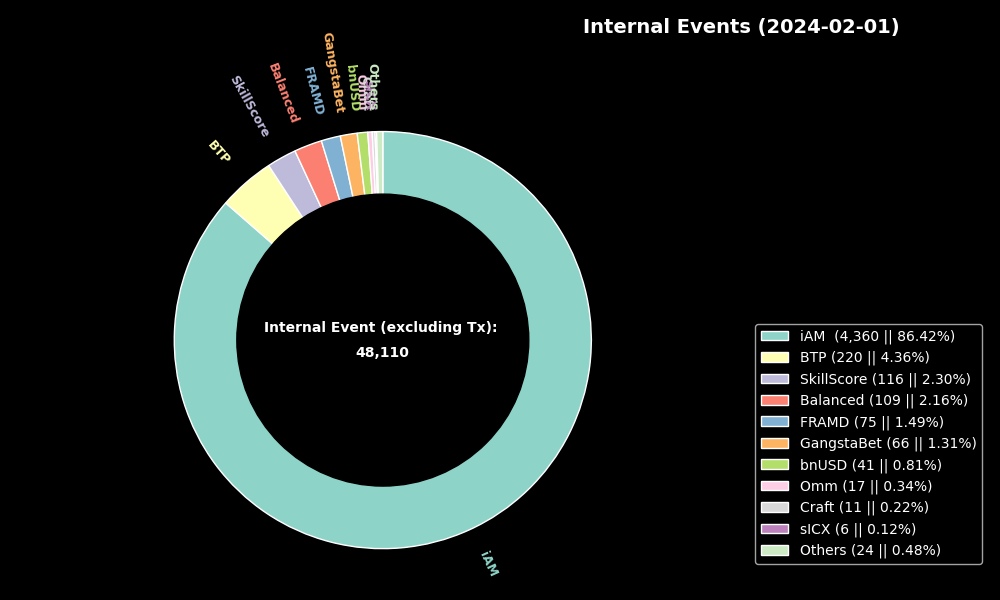 Internal Events (2024-02-01)
Others
GangstaBet
bnUSD
Omm
FRAMD
Balanced
SkillScore
BTP
Internal Event (excluding Tx):
48,110
iAM
iAM (4,360 || 86.42%)
BTP (220 || 4.36%)
SkillScore (116 || 2.30%)
Balanced (109 || 2.16%)
FRAMD (75 || 1.49%)
GangstaBet (66 || 1.31%)
bnUSD (41 || 0.81%)
Omm (17 || 0.34%)
Craft (11 || 0.22%)
sICX (6 || 0.12%)
Others (24 || 0.48%)